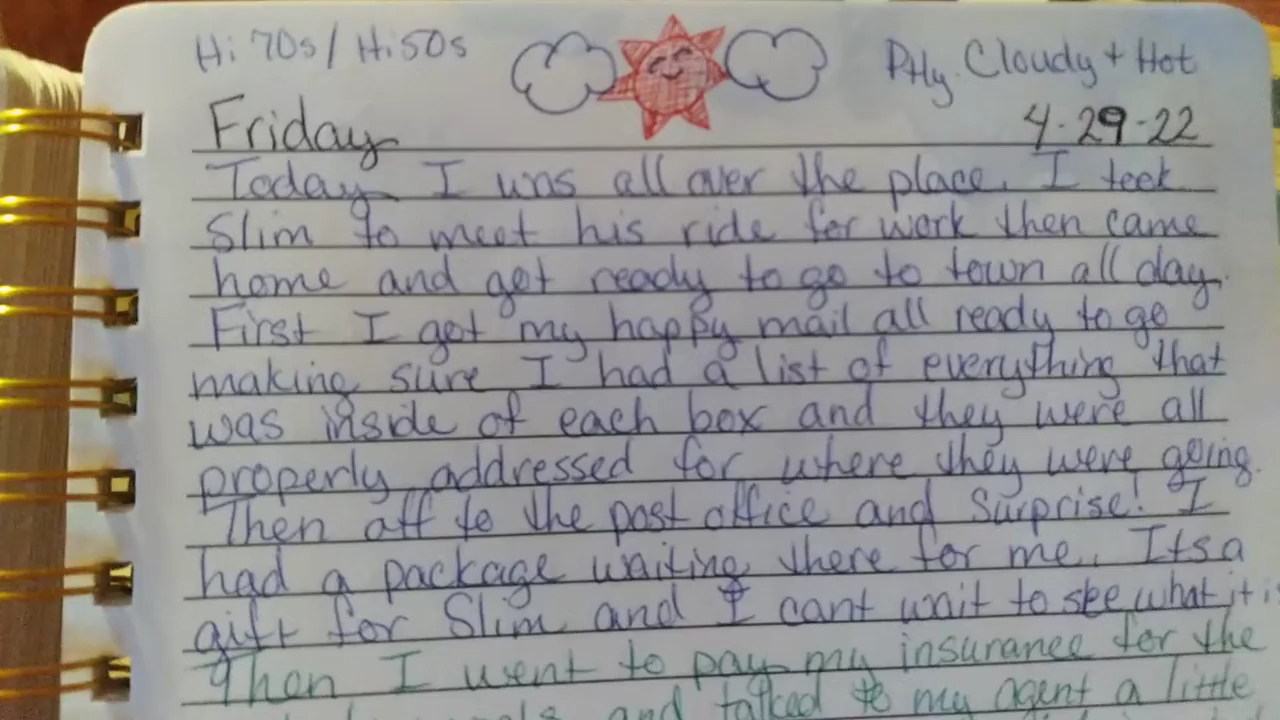 Hi 70s / Hi 50s
Ptly. Cloudy + Hot
Friday
4-29-22
Today I was all over the place. I took
Slim to meet his ride for work then came
home and got ready to go to town all day.
First I got my happy mail all ready to go
making sure I had a list of everything that
was inside of each box and they were all
properly addressed for where they were going.
Then off to the post office and Surprise! I
had a package waiting there for me. Its a
gift for Slim and I cant wait to see what it is
Then I went to pay my insurance for the
and talked to my agent a little